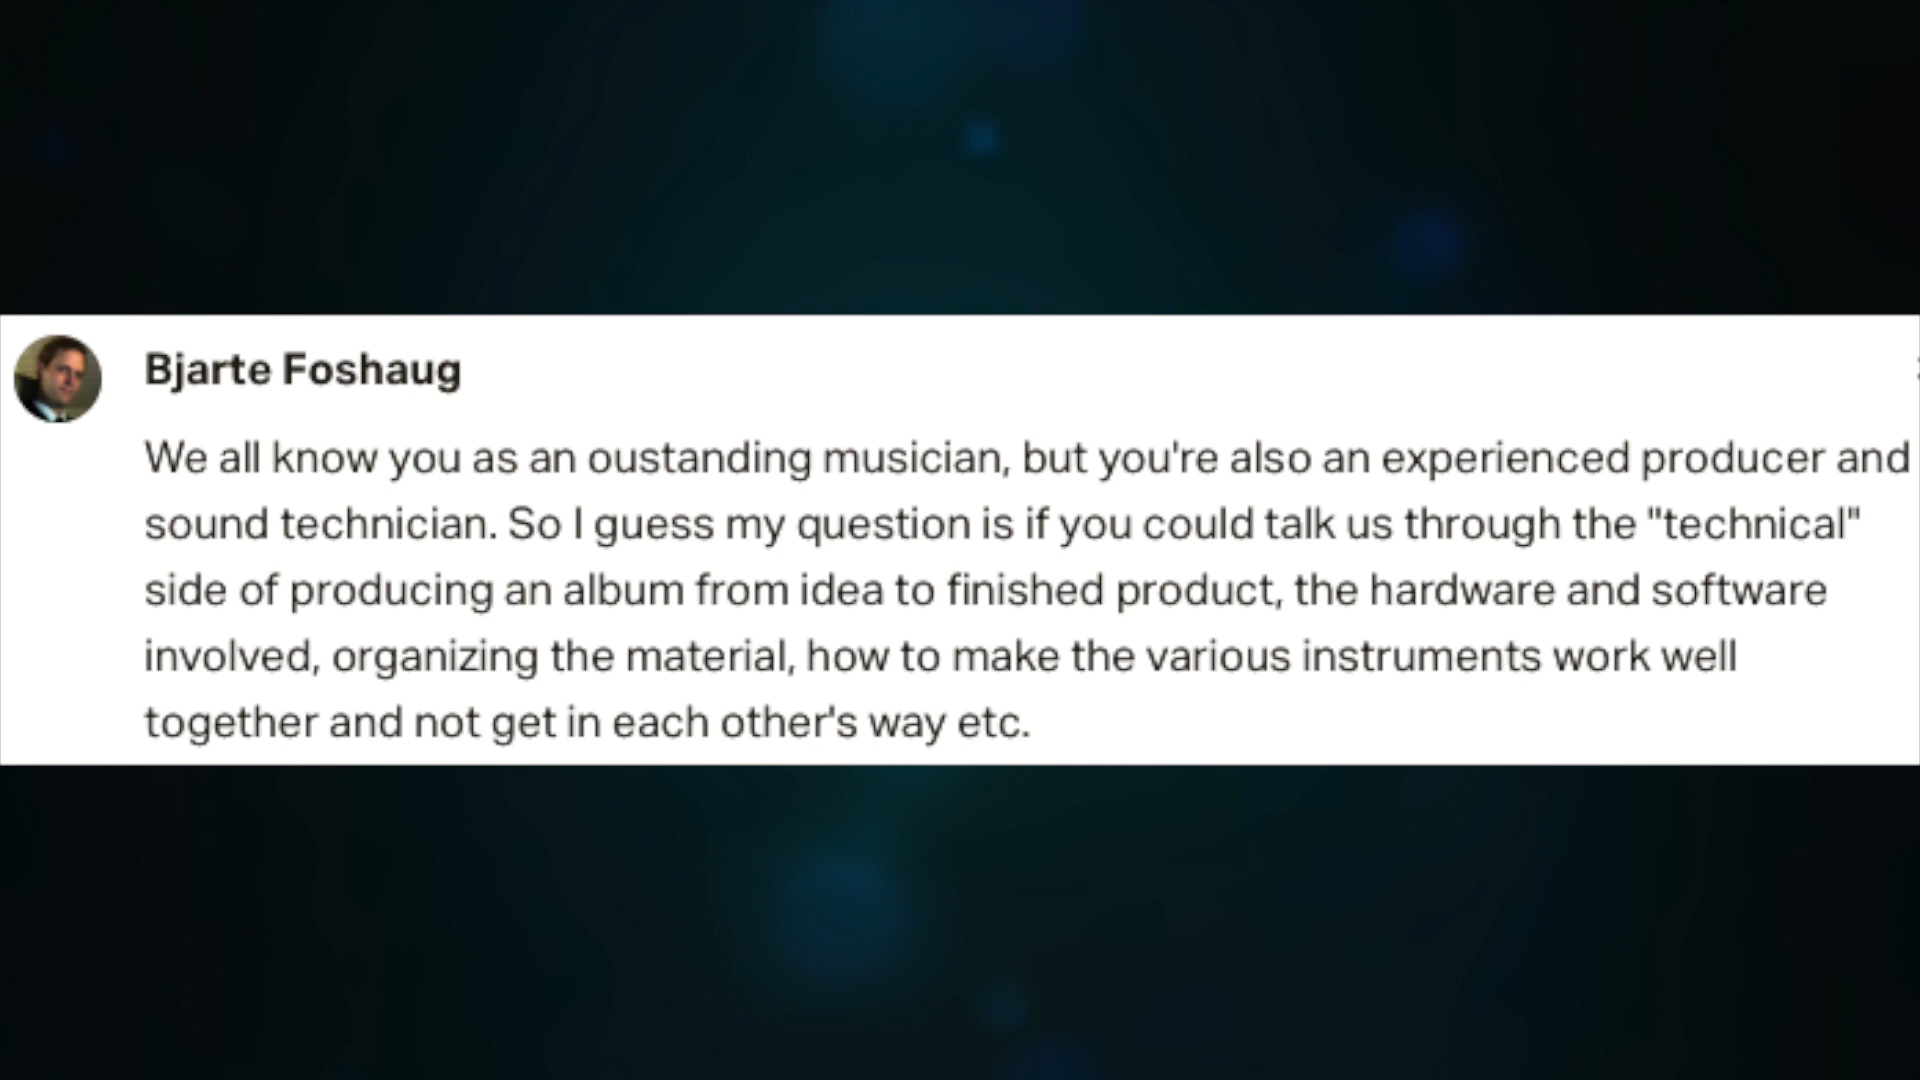 Bjarte Foshaug
We all know you as an oustanding musician, but you're also an experienced producer and
sound technician. So I guess my question is if you could talk us through the "technical"
side of producing an album from idea to finished product, the hardware and software
involved, organizing the material, how to make the various instruments work well
together and not get in each other's way etc.